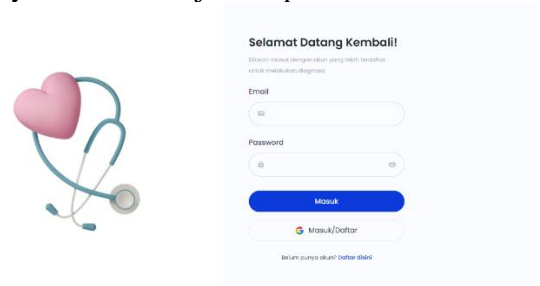 Selamat Datang Kembali!
Silakan masuk dengan akun yang telah terdaftar
untuk melakukan diagnosa.
Email
Password
Masuk
Masuk/Daftar
Belum punya akun? Daftar disini